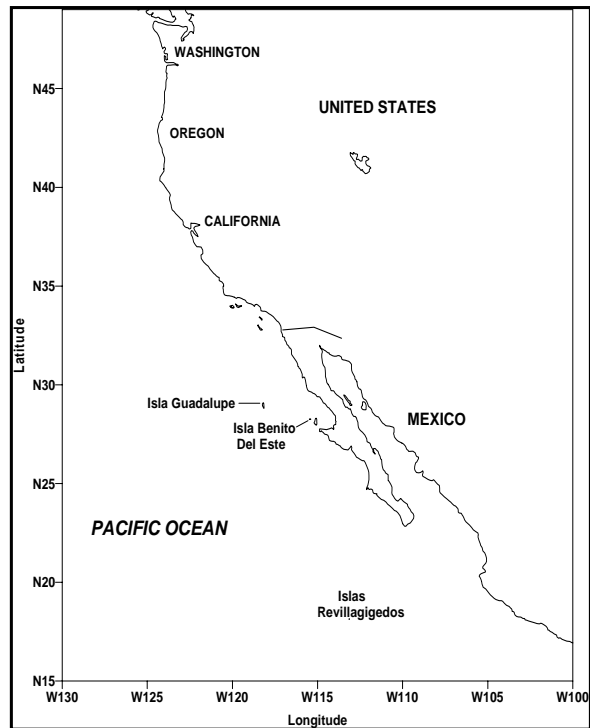 WASHINGTON
N45
UNITED STATES
OREGON
N40
CALIFORNIA
N35
Latitude
N30
Isla Guadalupe
MEXICO
Isla Benito
Del Este
N25
PACIFIC OCEAN
N20
Islas
Revillagigedos
N15
W130 W125 W120 W115 W110 W105 W100
Longitude